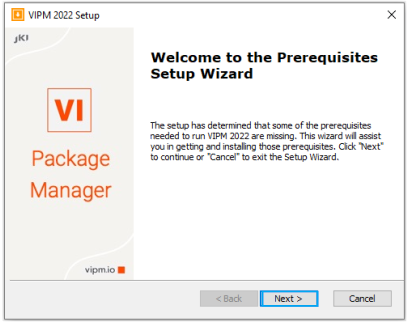 VIPM 2022 Setup
JKI
Welcome to the Prerequisites
Setup Wizard
VI
Package
Manager
The setup has determined that some of the prerequisites
needed to run VIPM 2022 are missing. This wizard will assist
you in getting and installing those prerequisites. Click "Next"
to continue or "Cancel" to exit the Setup Wizard.
vipm.io
< Back
Next >
Cancel